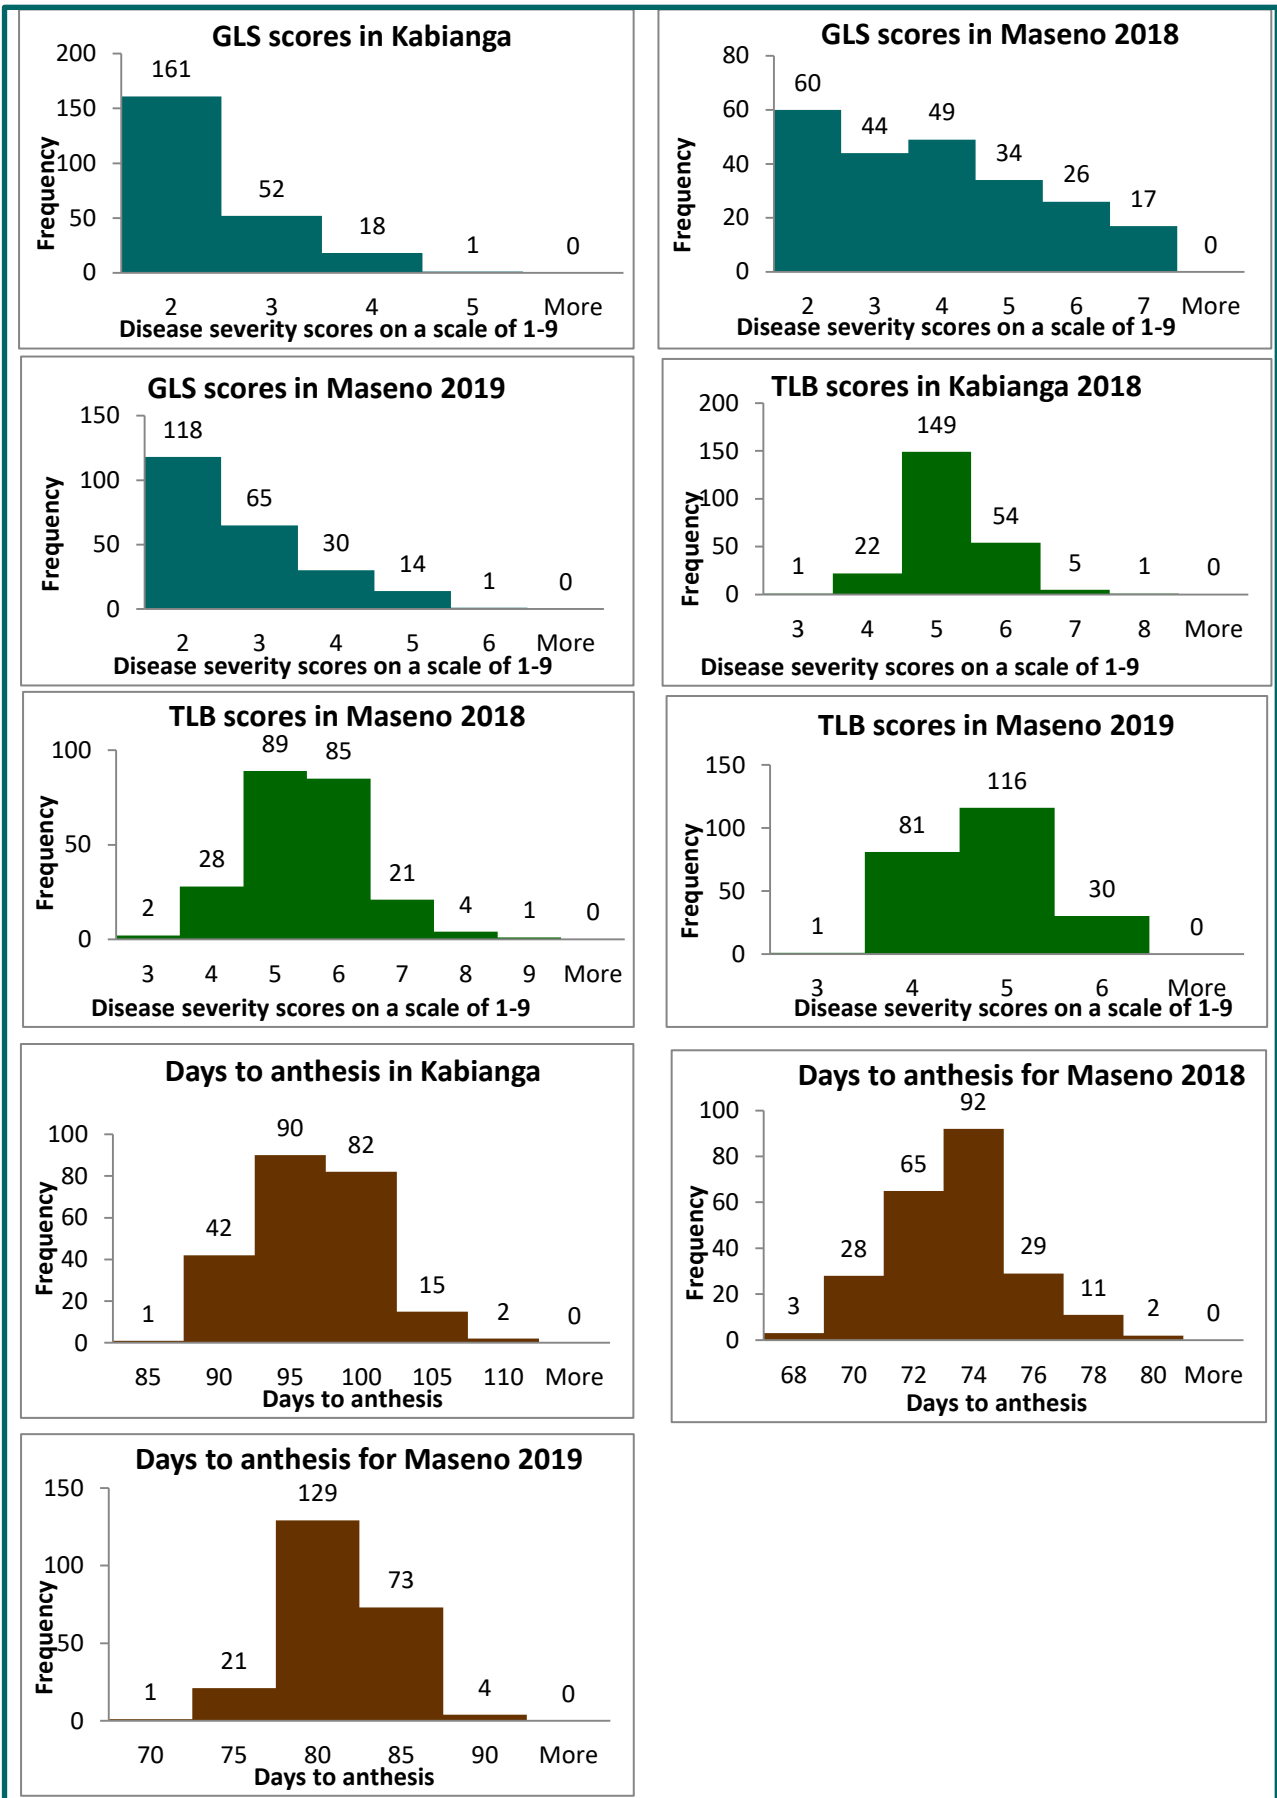 GLS scores in Kabianga
200
150
100
50
0
Frequency
161
52
18
1
0
2 3 4 5 More
Disease severity scores on a scale of 1-9
GLS scores in Maseno 2018
80
60
40
20
0
Frequency
60
44
49
34
26
17
0
2 3 4 5 6 7 More
Disease severity scores on a scale of 1-9
GLS scores in Maseno 2019
150
100
50
0
Frequency
118
65
30
14
1
0
2 3 4 5 6 More
Disease severity scores on a scale of 1-9
TLB scores in Kabianga 2018
200
150
100
50
0
Frequency
1
22
149
54
5
1
0
3 4 5 6 7 8 More
Disease severity scores on a scale of 1-9
TLB scores in Maseno 2018
100
50
0
Frequency
2
28
89
85
21
4
1
0
3 4 5 6 7 8 9 More
Disease severity scores on a scale of 1-9
TLB scores in Maseno 2019
150
100
50
0
Frequency
1
81
116
30
0
3 4 5 6 More
Disease severity scores on a scale of 1-9
Days to anthesis in Kabianga
100
80
60
40
20
0
Frequency
1
42
90
82
15
2
0
85 90 95 100 105 110 More
Days to anthesis
Days to anthesis for Maseno 2018
100
80
60
40
20
0
Frequency
3
28
65
92
29
11
2
0
68 70 72 74 76 78 80 More
Days to anthesis
Days to anthesis for Maseno 2019
150
100
50
0
Frequency
1
21
129
73
4
0
70 75 80 85 90 More
Days to anthesis